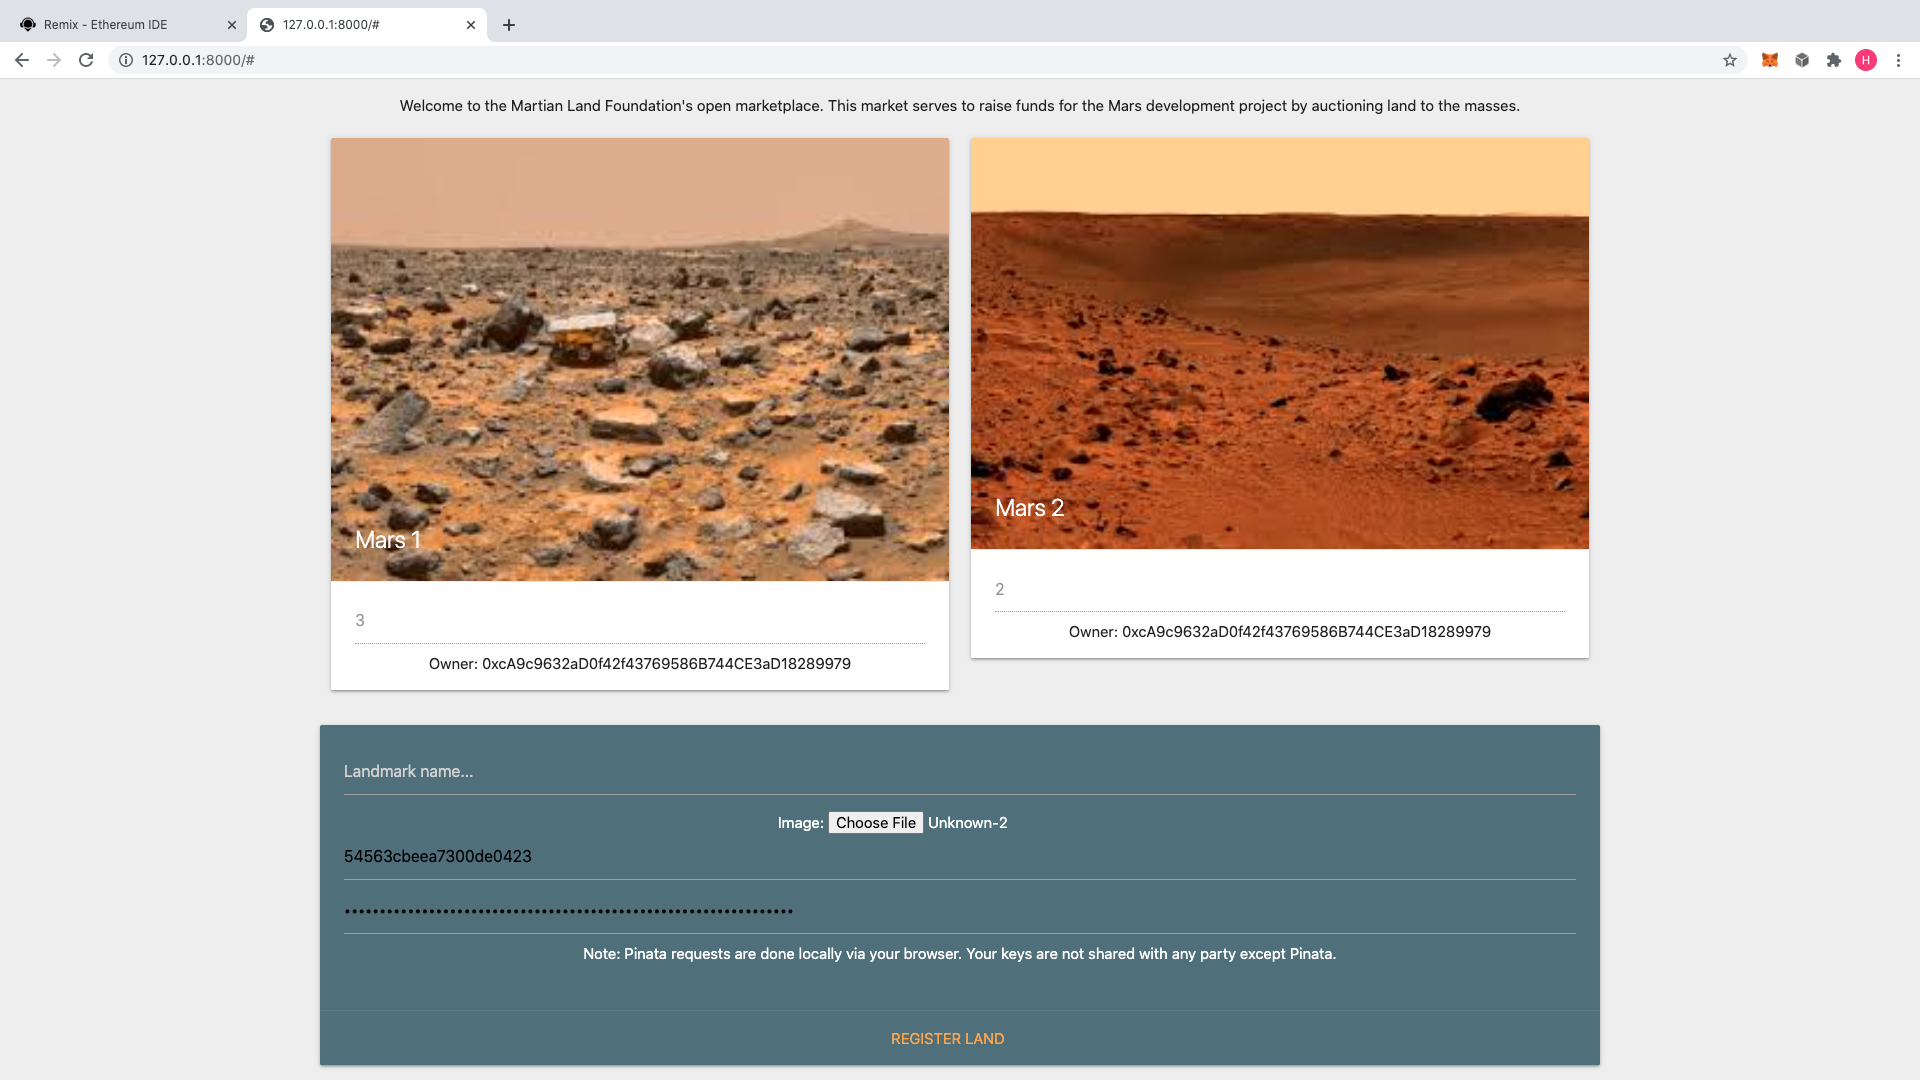 Remix - Ethereum IDE
127.0.0.1:8000/#
127.0.0.1:8000/#
H
Welcome to the Martian Land Foundation's open marketplace. This market serves to raise funds for the Mars development project by auctioning land to the masses.
Mars 1
3
Owner: 0xcA9c9632aD0f42f43769586B744CE3aD18289979
Mars 2
2
Owner: 0xcA9c9632aD0f42f43769586B744CE3aD18289979
Landmark name...
Image: Choose File Unknown-2
54563cbeea7300de0423
Note: Pinata requests are done locally via your browser. Your keys are not shared with any party except Pinata.
REGISTER LAND